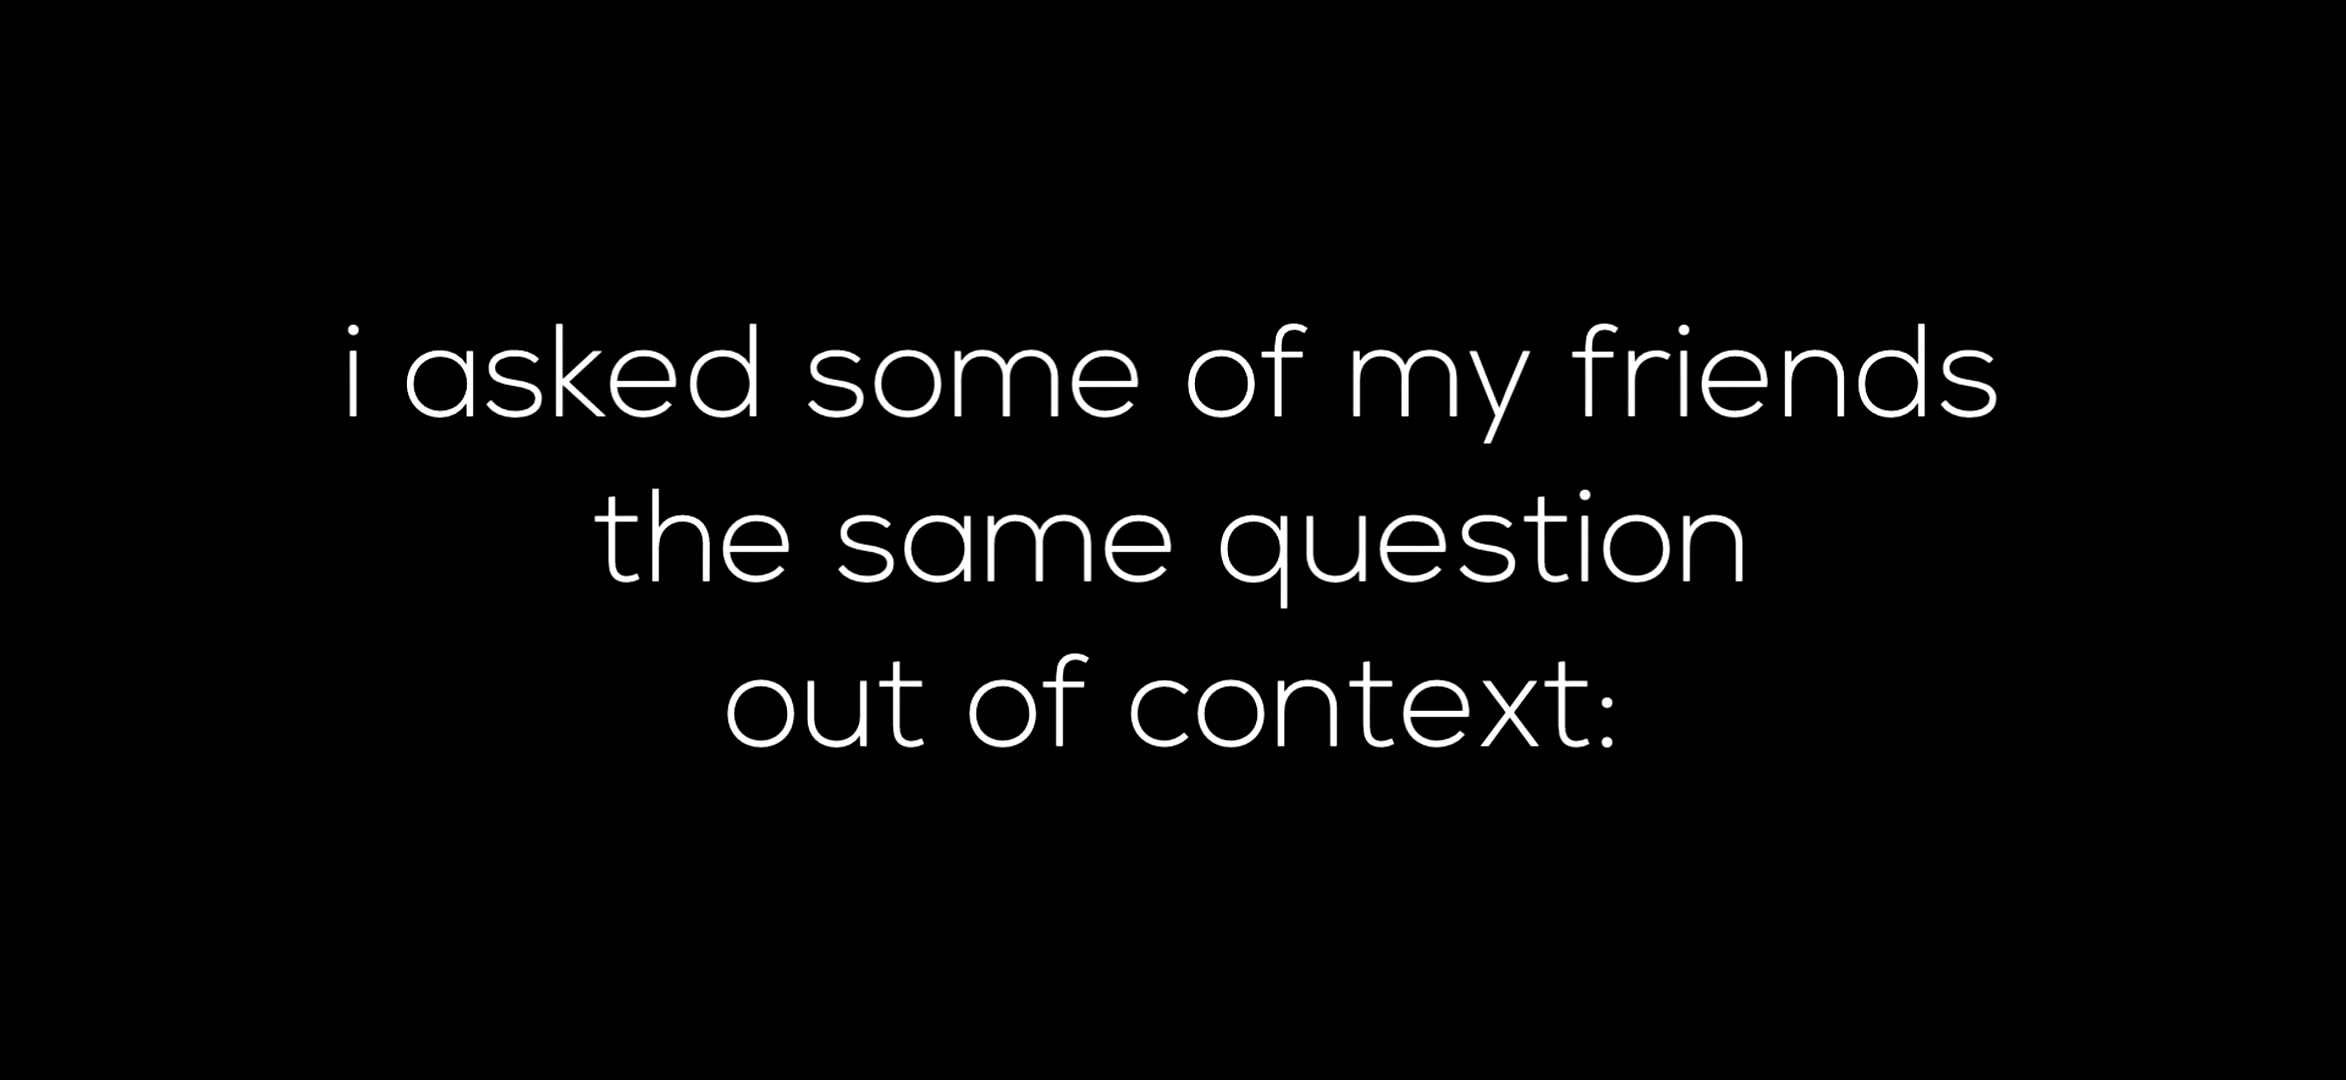 i asked some of my friends
the same question
out of context: